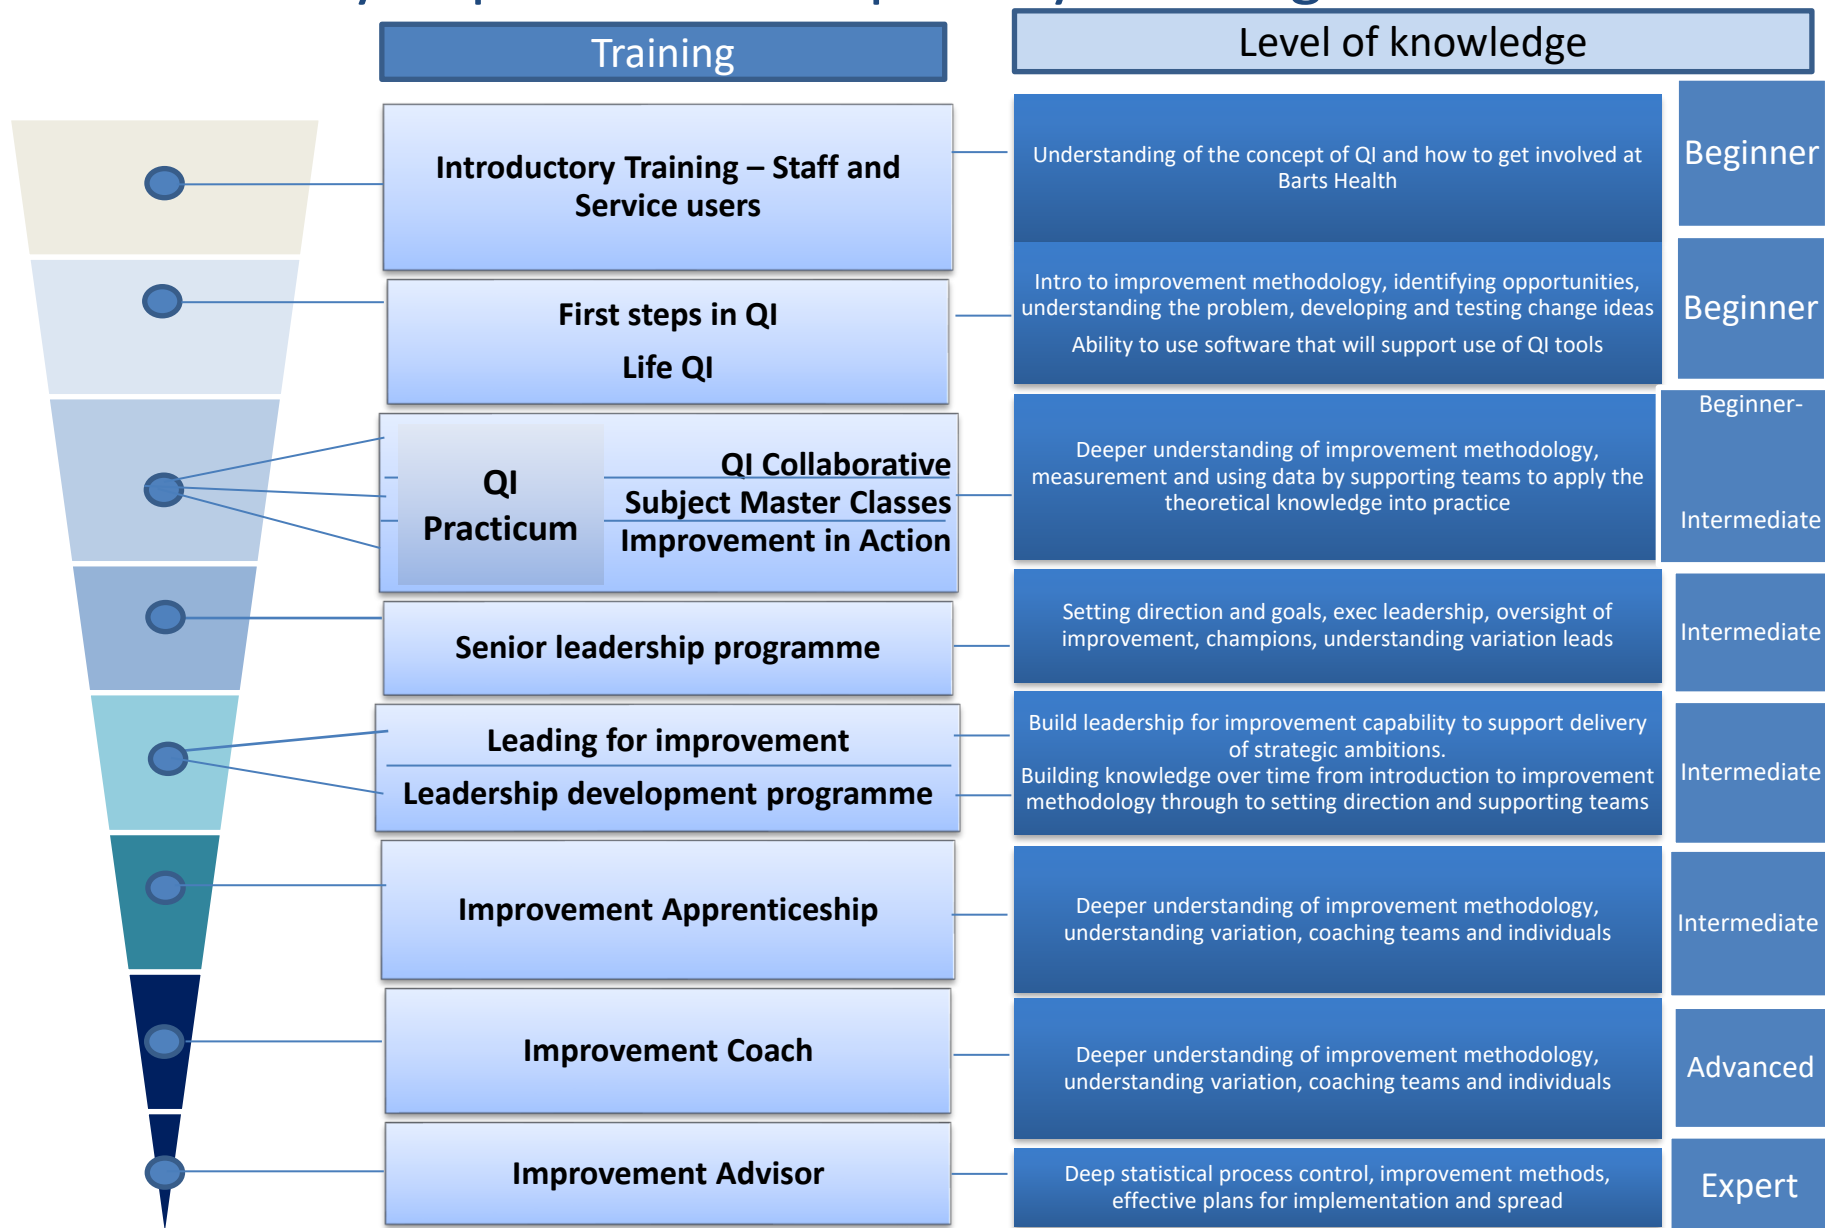 Training
Level of knowledge
Introductory Training – Staff and
Service users
Understanding of the concept of QI and how to get involved at
Barts Health
Beginner
First steps in QI
Life QI
Intro to improvement methodology, identifying opportunities,
understanding the problem, developing and testing change ideas
Ability to use software that will support use of QI tools
Beginner
QI
Practicum
QI Collaborative
Subject Master Classes
Improvement in Action
Deeper understanding of improvement methodology,
measurement and using data by supporting teams to apply the
theoretical knowledge into practice
Beginner-
Intermediate
Senior leadership programme
Setting direction and goals, exec leadership, oversight of
improvement, champions, understanding variation leads
Intermediate
Leading for improvement
Leadership development programme
Build leadership for improvement capability to support delivery
of strategic ambitions.
Building knowledge over time from introduction to improvement
methodology through to setting direction and supporting teams
Intermediate
Improvement Apprenticeship
Deeper understanding of improvement methodology,
understanding variation, coaching teams and individuals
Intermediate
Improvement Coach
Deeper understanding of improvement methodology,
understanding variation, coaching teams and individuals
Advanced
Improvement Advisor
Deep statistical process control, improvement methods,
effective plans for implementation and spread
Expert